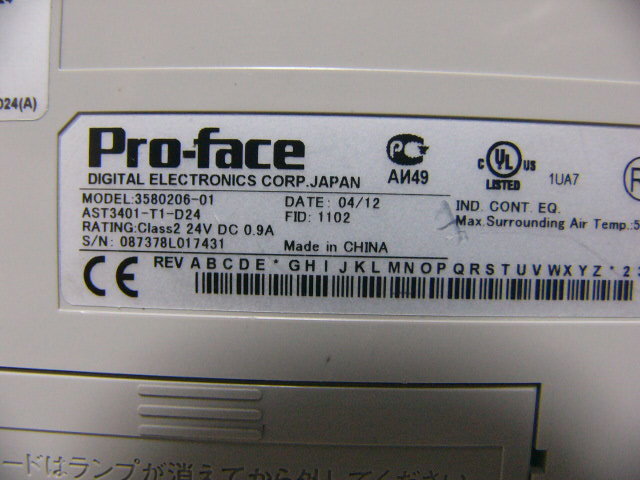 D24(A)
Pro-face
DIGITAL ELECTRONICS CORP.JAPAN
MODEL:3580206-01
AST3401-T1-D24
RATING:Class2 24V DC 0.9A
S/N: 087378L017431
DATE: 04/12
FID: 1102
Made in CHINA
PC
АИ49
C UL US
LISTED
1UA7
R
IND. CONT. EQ.
Max.Surrounding Air Temp.:5
CE
REV A B C D E * G H I J K L M N O P Q R S T U V W X Y Z * 2
ードはランプが消えてから外してください